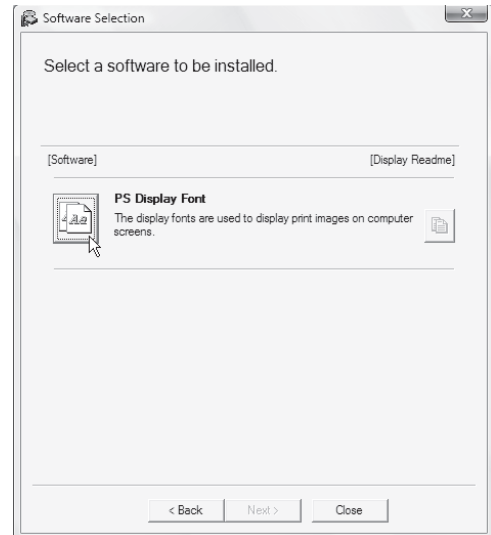 Software Selection
Select a software to be installed.
[Software] [Display Readme]
PS Display Font
The display fonts are used to display print images on computer
screens.
< Back Next > Close